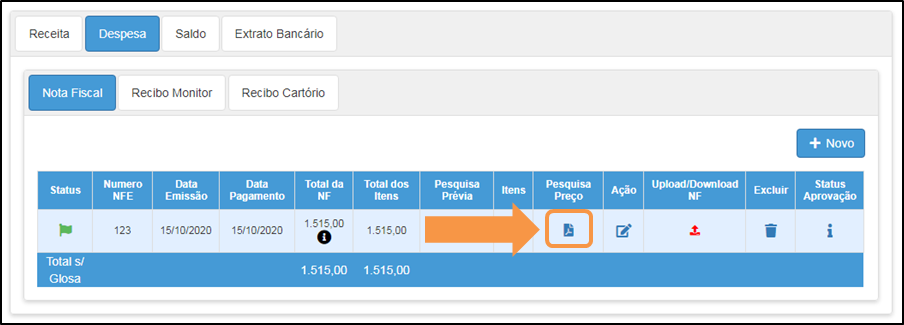 Receita Despesa Saldo Extrato Bancário
Nota Fiscal Recibo Monitor Recibo Cartório
+ Novo
Status Numero NFE Data Emissão Data Pagamento Total da NF Total dos Itens Pesquisa Prévia Itens Pesquisa Preço Ação Upload/Download NF Excluir Status Aprovação
123 15/10/2020 15/10/2020 1.515,00 1.515,00
Total s/ Glosa 1.515,00 1.515,00